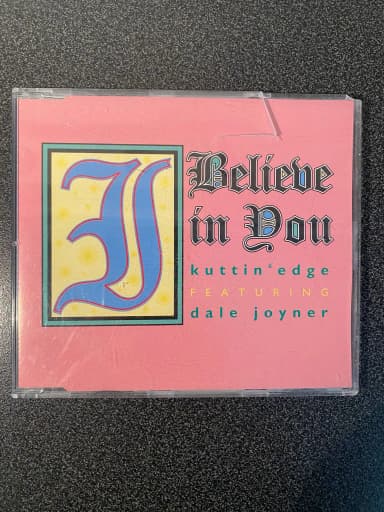 I Believe
in You
kuttin' edge
FEATURING
dale joyner